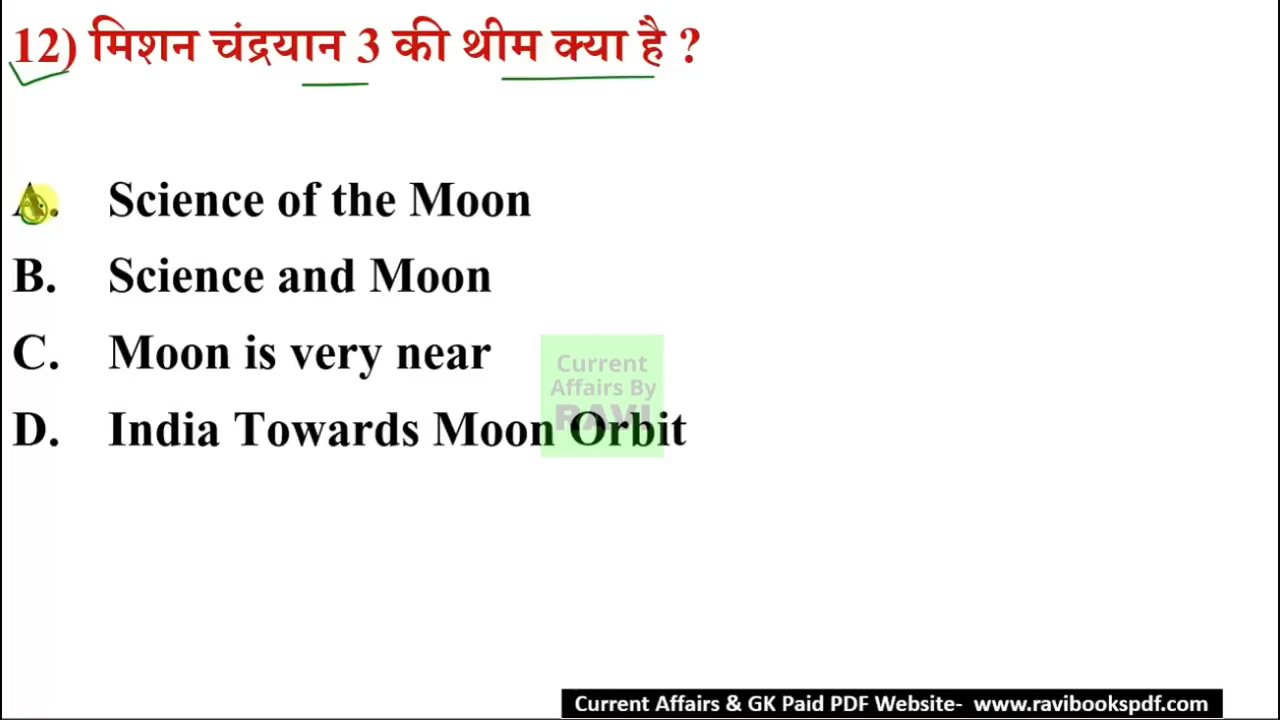 12) मिशन चंद्रयान 3 की थीम क्या है ?
A. Science of the Moon
B. Science and Moon
C. Moon is very near
D. India Towards Moon Orbit
Current
Affairs By
RAVI
Current Affairs & GK Paid PDF Website- www.ravibookspdf.com